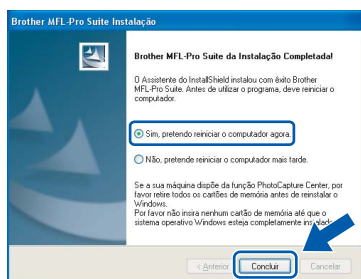 Brother MFL-Pro Suite Instalação
Brother MFL-Pro Suite da Instalação Completada!
O Assistente do InstallShield instalou com êxito Brother
MFL-Pro Suite. Antes de utilizar o programa, deve reiniciar o
computador.
Sim, pretendo reiniciar o computador agora.
Não, pretende reiniciar o computador mais tarde.
Se a sua máquina dispõe da função PhotoCapture Center, por
favor retire todos os cartões de memória antes de reinstalar o
Windows.
Por favor não insira nenhum cartão de memória até que o
sistema operativo Windows esteja completamente instalado.
< Anterior
Concluir
Cancelar